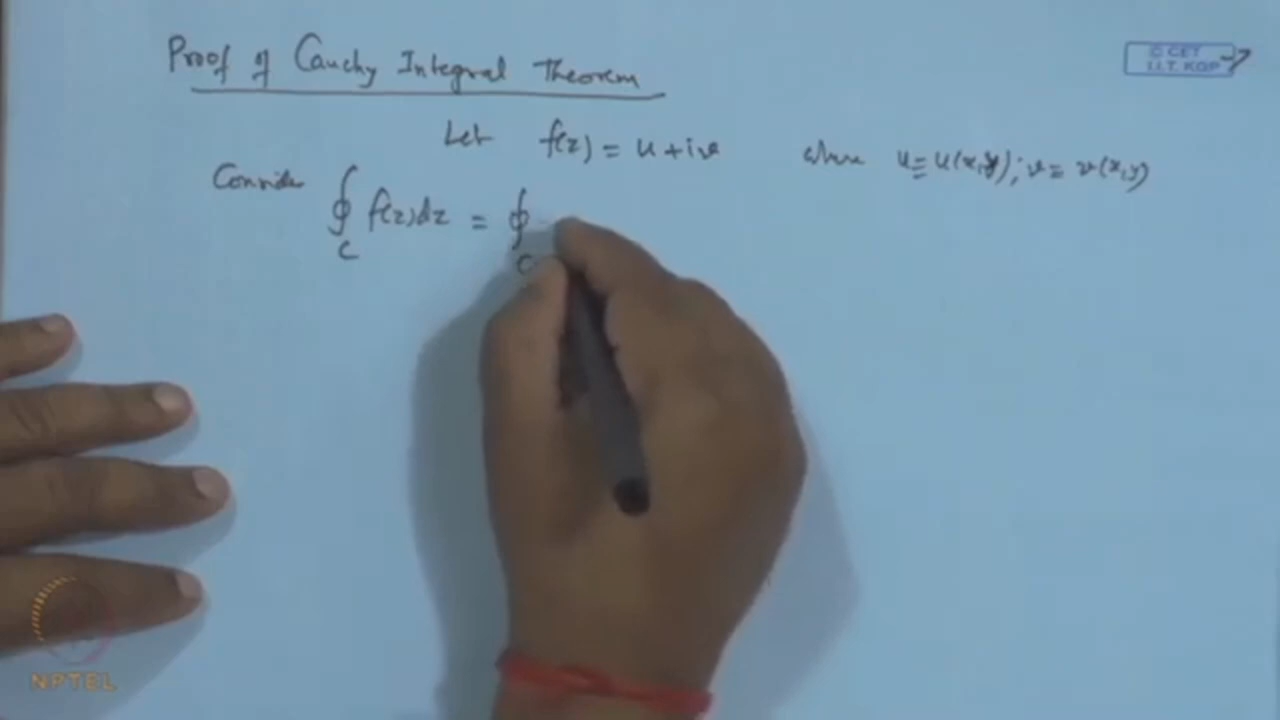 Proof of Cauchy Integral Theorem
© CET
I.I.T. KGP
Let f(z) = u+iv where u = u(x,y); v = v(x,y)
Consider ∮_C f(z)dz = ∮_C
NPTEL